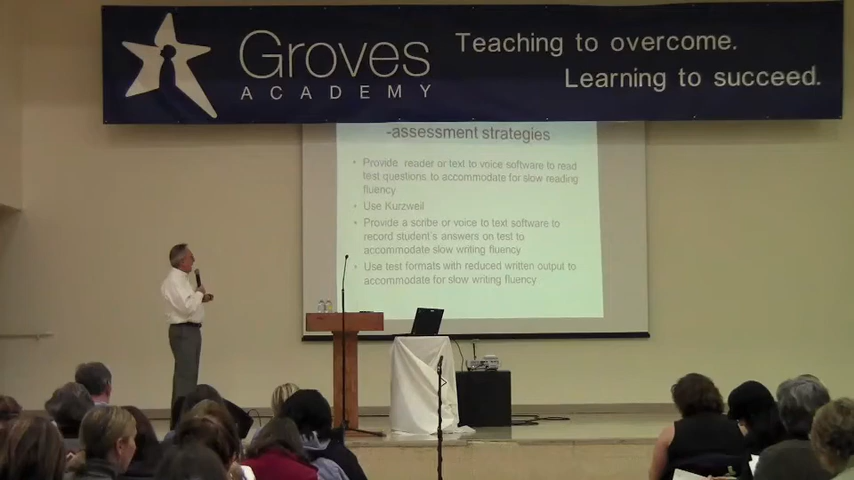 Groves
ACADEMY
Teaching to overcome.
Learning to succeed.
-assessment strategies
• Provide reader or text to voice software to read
test questions to accommodate for slow reading
fluency
• Use Kurzweil
• Provide a scribe or voice to text software to
record student's answers on test to
accommodate slow writing fluency
• Use test formats with reduced written output to
accommodate for slow writing fluency